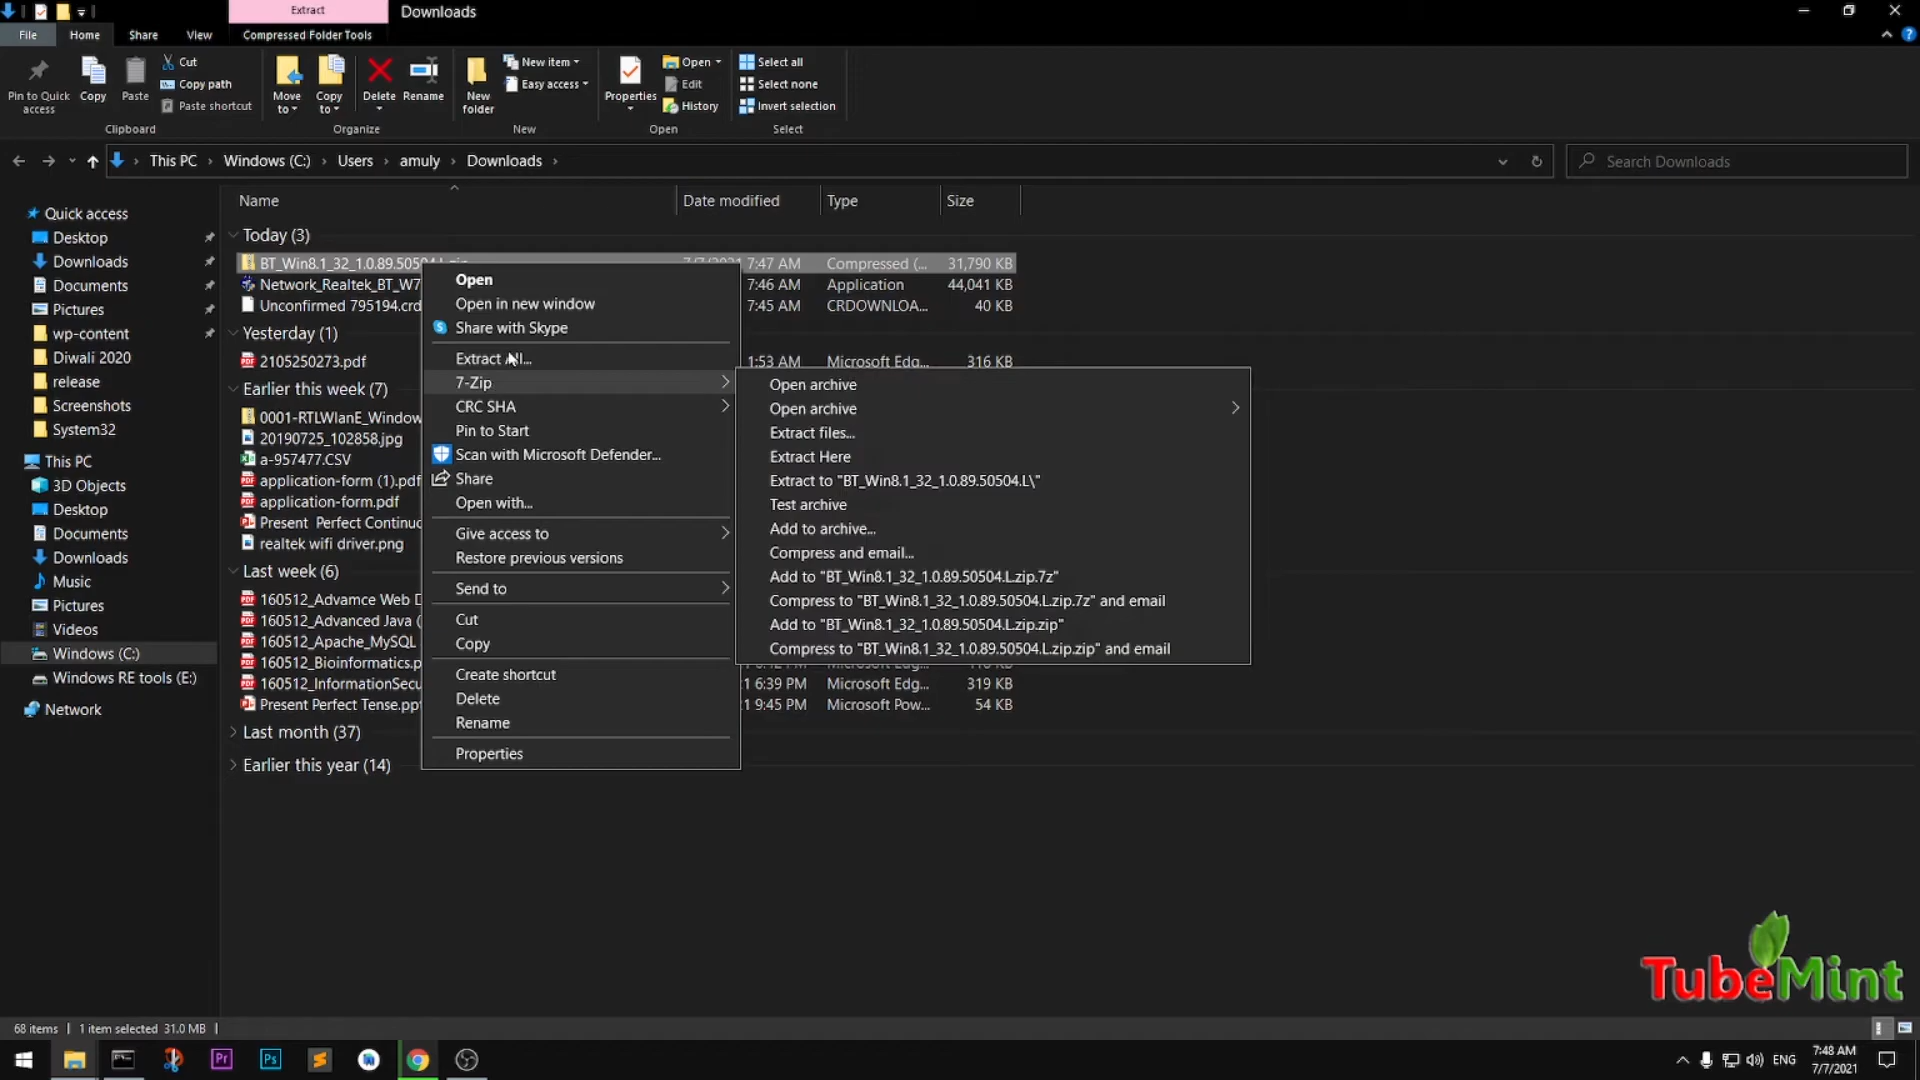 Extract
Downloads
File
Home
Share
View
Compressed Folder Tools
Pin to Quick access
Copy
Paste
Cut
Copy path
Paste shortcut
Clipboard
Move to
Copy to
Delete
Rename
Organize
New folder
New item
Easy access
New
Properties
Open
Edit
History
Open
Select all
Select none
Invert selection
Select
This PC
Windows (C:)
Users
amuly
Downloads
Search Downloads
Quick access
Desktop
Downloads
Documents
Pictures
wp-content
Diwali 2020
release
Screenshots
System32
This PC
3D Objects
Desktop
Documents
Downloads
Music
Pictures
Videos
Windows (C:)
Windows RE tools (E:)
Network
Name Date modified Type Size
Today (3)
BT_Win8.1_32_1.0.89.50504.L.zip 7/7/2021 7:47 AM Compressed (... 31,790 KB
Network_Realtek_BT_W7 7:46 AM Application 44,041 KB
Unconfirmed 795194.crd 7:45 AM CRDOWNLOA... 40 KB
Yesterday (1)
2105250273.pdf 1:53 AM Microsoft Edg... 316 KB
Earlier this week (7)
0001-RTLWlanE_Window
20190725_102858.jpg
a-957477.CSV
application-form (1).pdf
application-form.pdf
Present Perfect Continuo
realtek wifi driver.png
Last week (6)
160512_Advamce Web D
160512_Advanced Java (
160512_Apache_MySQL
160512_Bioinformatics.p
160512_InformationSecu 1 6:39 PM Microsoft Edg... 319 KB
Present Perfect Tense.ppt 1 9:45 PM Microsoft Pow... 54 KB
Last month (37)
Earlier this year (14)
Open
Open in new window
Share with Skype
Extract All...
7-Zip
CRC SHA
Pin to Start
Scan with Microsoft Defender...
Share
Open with...
Give access to
Restore previous versions
Send to
Cut
Copy
Create shortcut
Delete
Rename
Properties
Open archive
Open archive
Extract files...
Extract Here
Extract to "BT_Win8.1_32_1.0.89.50504.L\"
Test archive
Add to archive...
Compress and email...
Add to "BT_Win8.1_32_1.0.89.50504.L.zip.7z"
Compress to "BT_Win8.1_32_1.0.89.50504.L.zip.7z" and email
Add to "BT_Win8.1_32_1.0.89.50504.L.zip.zip"
Compress to "BT_Win8.1_32_1.0.89.50504.L.zip.zip" and email
TubeMint
68 items 1 item selected 31.0 MB
Pr
Ps
ENG
7:48 AM
7/7/2021